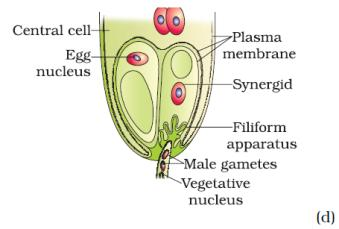 Central cell
Egg
nucleus
Plasma
membrane
Synergid
Filiform
apparatus
Male gametes
Vegetative
nucleus
(d)